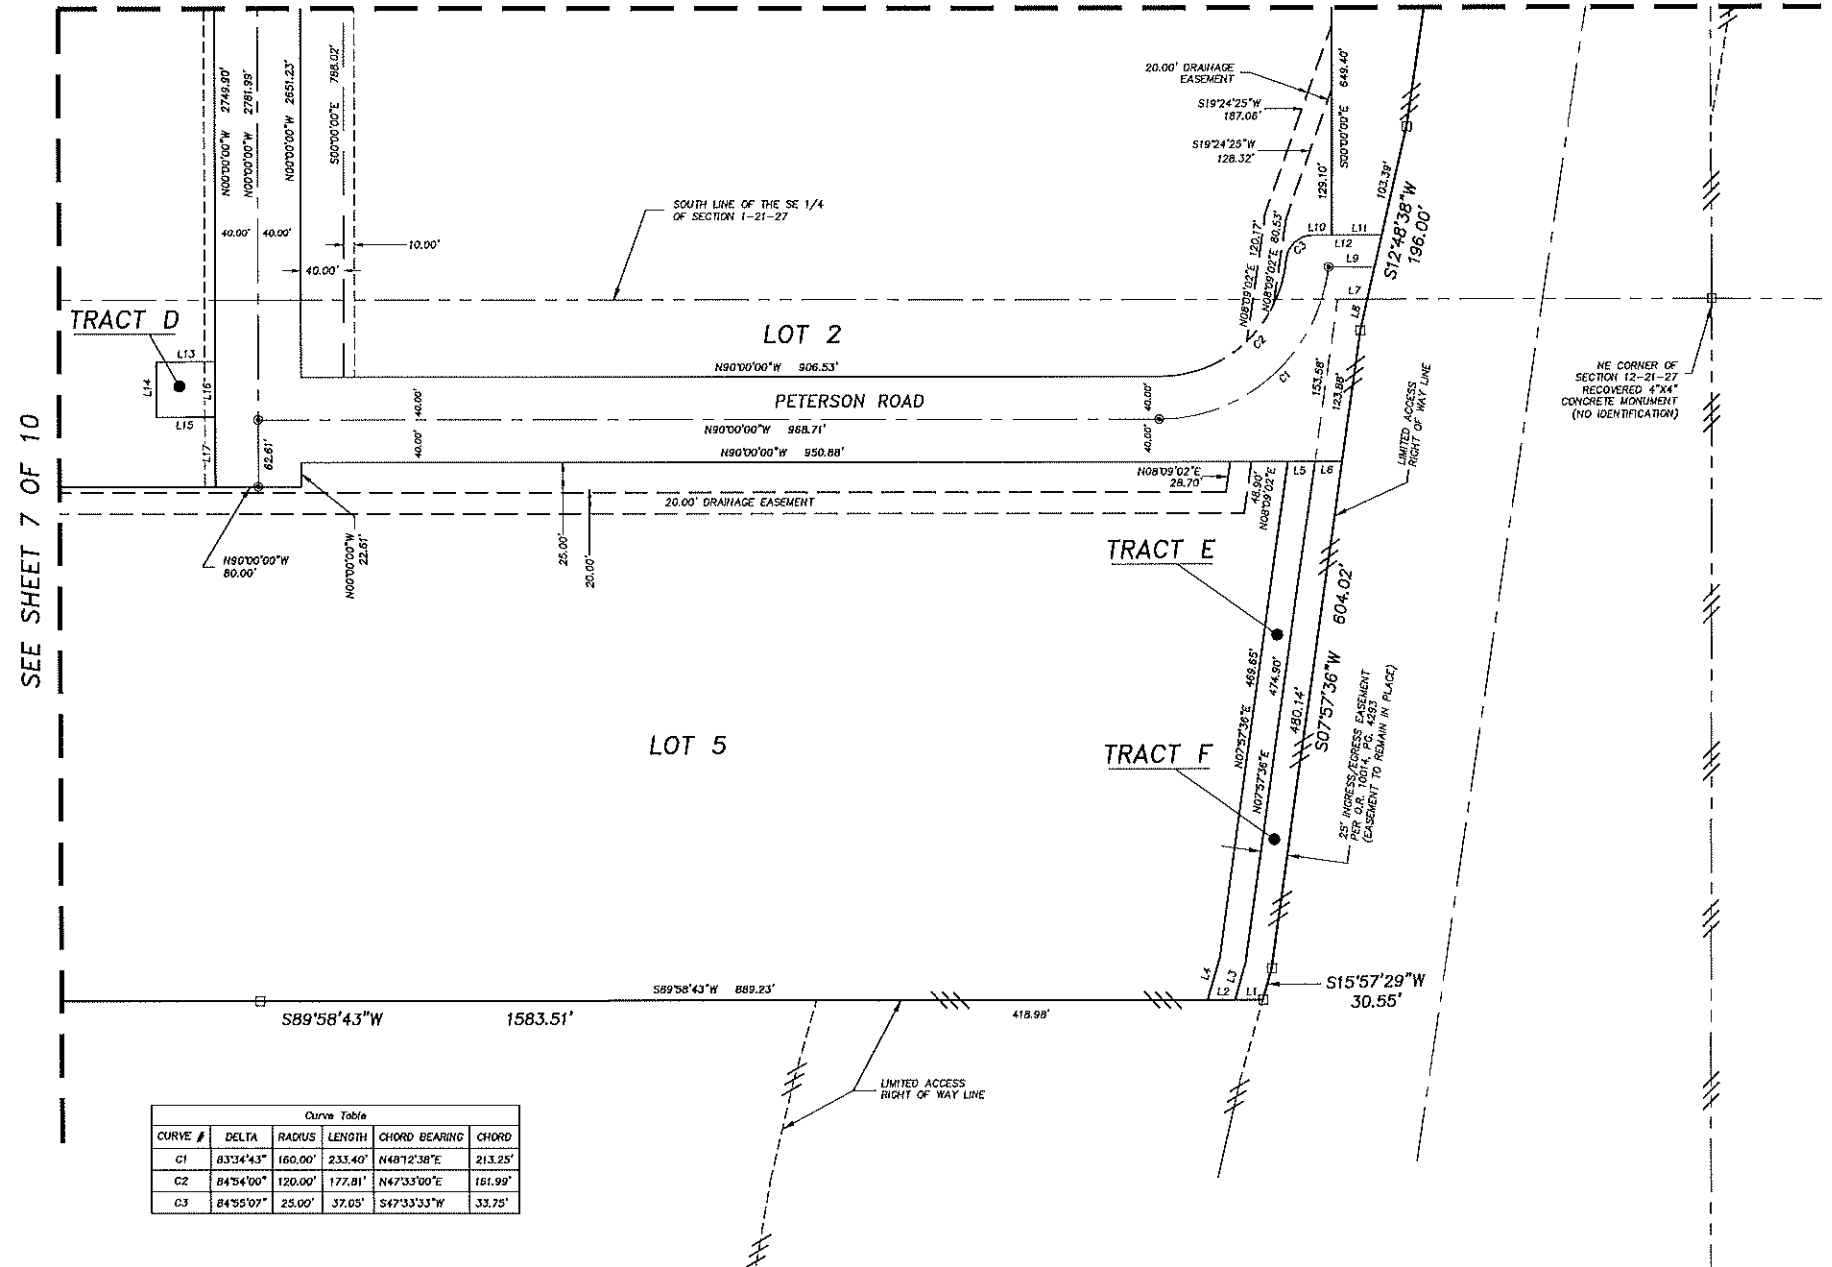 SEE SHEET 7 OF 10
N00°00'00"W 2749.90'
N00°00'00"W 2781.99'
N00°00'00"W 2651.23'
S00°00'00"E 788.02'
40.00' 40.00'
40.00'
10.00'
SOUTH LINE OF THE SE 1/4
OF SECTION 1-21-27
20.00' DRAINAGE
EASEMENT
S19°24'25"W
187.06'
S19°24'25"W
128.32'
S00°00'00"E 649.40'
129.10'
103.39'
S12°48'38"W
196.00'
L10
L11
L12
L9
L7
L8
C3
N08°09'02"E 120.17'
N08°09'02"E 80.53'
C2
C1
TRACT D
L13
L14
L16
L15
L17
62.61'
LOT 2
N90°00'00"W 906.53'
PETERSON ROAD
40.00'
40.00'
40.00'
40.00'
N90°00'00"W 968.71'
N90°00'00"W 950.88'
153.58'
123.88'
LIMITED ACCESS
RIGHT OF WAY LINE
NE CORNER OF
SECTION 12-21-27
RECOVERED 4"X4"
CONCRETE MONUMENT
(NO IDENTIFICATION)
N08°09'02"E
28.70'
48.90'
N08°09'02"E
L5
L6
20.00' DRAINAGE EASEMENT
N90°00'00"W
80.00'
N00°00'00"W
22.61'
25.00'
20.00'
TRACT E
604.02'
S07°57'36"W
480.14'
N07°57'36"E 469.65'
N07°57'36"E 474.90'
25' INGRESS/EGRESS EASEMENT
PER O.R. 10014, PG. 4293
(EASEMENT TO REMAIN IN PLACE)
LOT 5
TRACT F
L4
L3
L2
L1
S89°58'43"W 889.23'
S89°58'43"W 1583.51'
418.98'
S15°57'29"W
30.55'
LIMITED ACCESS
RIGHT OF WAY LINE
Curve Table
CURVE # DELTA RADIUS LENGTH CHORD BEARING CHORD
C1 83°34'43" 160.00' 233.40' N48°12'38"E 213.25'
C2 84°54'00" 120.00' 177.81' N47°33'00"E 161.99'
C3 84°55'07" 25.00' 37.05' S47°33'33"W 33.75'